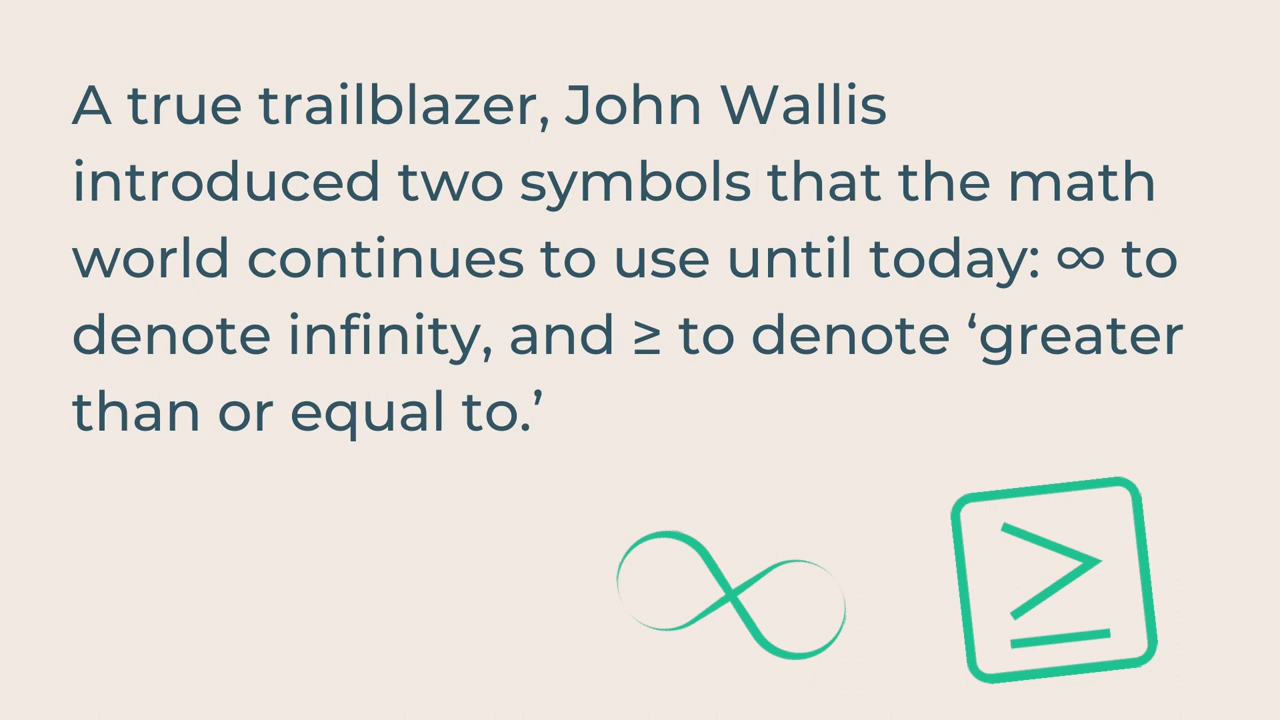 A true trailblazer, John Wallis
introduced two symbols that the math
world continues to use until today: ∞ to
denote infinity, and ≥ to denote ‘greater
than or equal to.’
∞ ≥